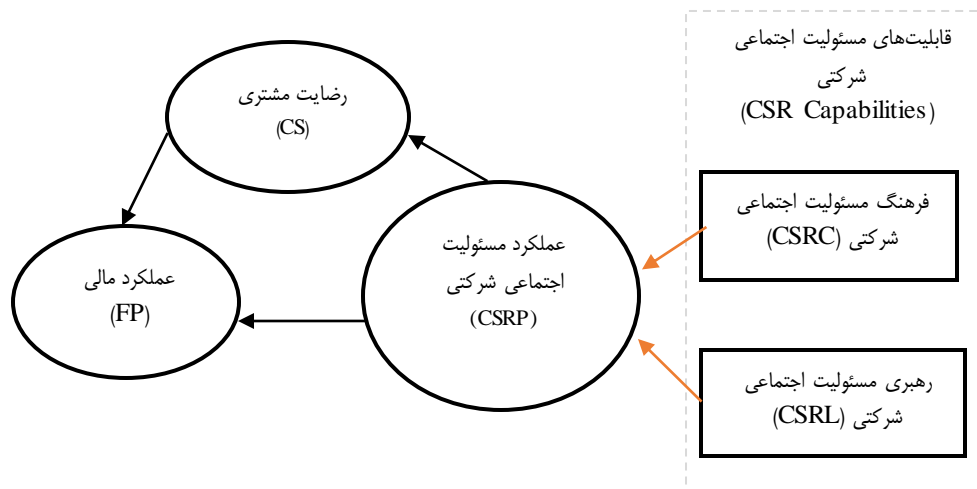 قابلیت‌های مسئولیت اجتماعی
شرکتی
(CSR Capabilities)
فرهنگ مسئولیت اجتماعی
شرکتی (CSRC)
رهبری مسئولیت اجتماعی
شرکتی (CSRL)
عملکرد مسئولیت
اجتماعی شرکتی
(CSRP)
رضایت مشتری
(CS)
عملکرد مالی
(FP)